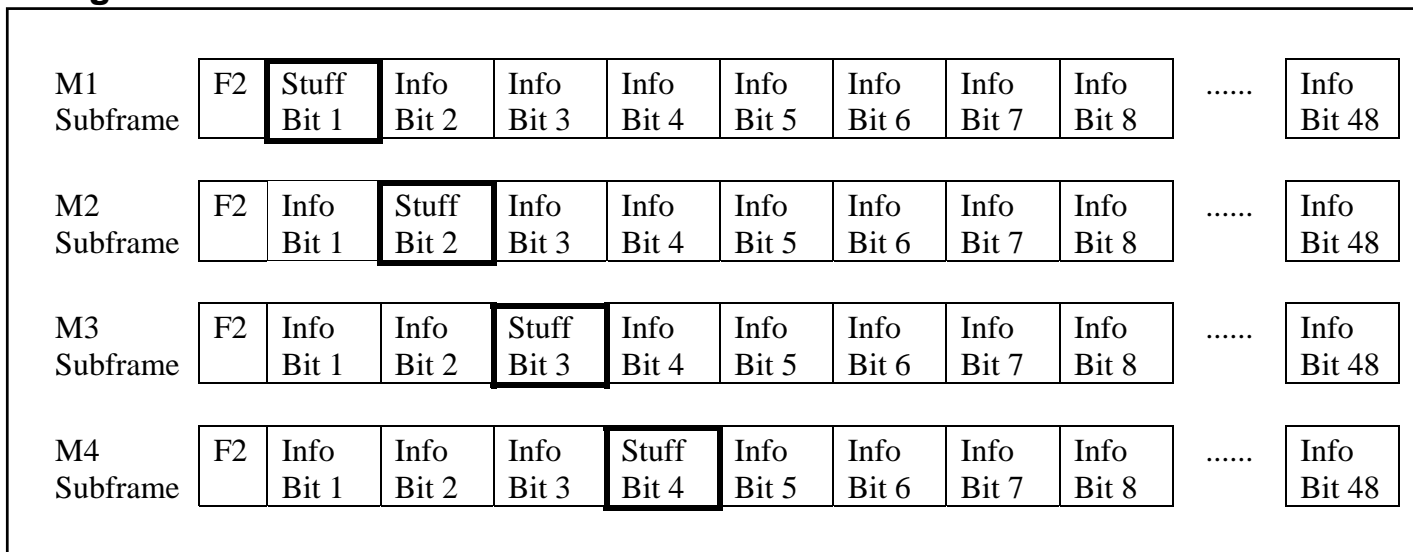 M1 F2 Stuff Info Info Info Info Info Info Info ...... Info
Subframe Bit 1 Bit 2 Bit 3 Bit 4 Bit 5 Bit 6 Bit 7 Bit 8 Bit 48
M2 F2 Info Stuff Info Info Info Info Info Info ...... Info
Subframe Bit 1 Bit 2 Bit 3 Bit 4 Bit 5 Bit 6 Bit 7 Bit 8 Bit 48
M3 F2 Info Info Stuff Info Info Info Info Info ...... Info
Subframe Bit 1 Bit 2 Bit 3 Bit 4 Bit 5 Bit 6 Bit 7 Bit 8 Bit 48
M4 F2 Info Info Info Stuff Info Info Info Info ...... Info
Subframe Bit 1 Bit 2 Bit 3 Bit 4 Bit 5 Bit 6 Bit 7 Bit 8 Bit 48